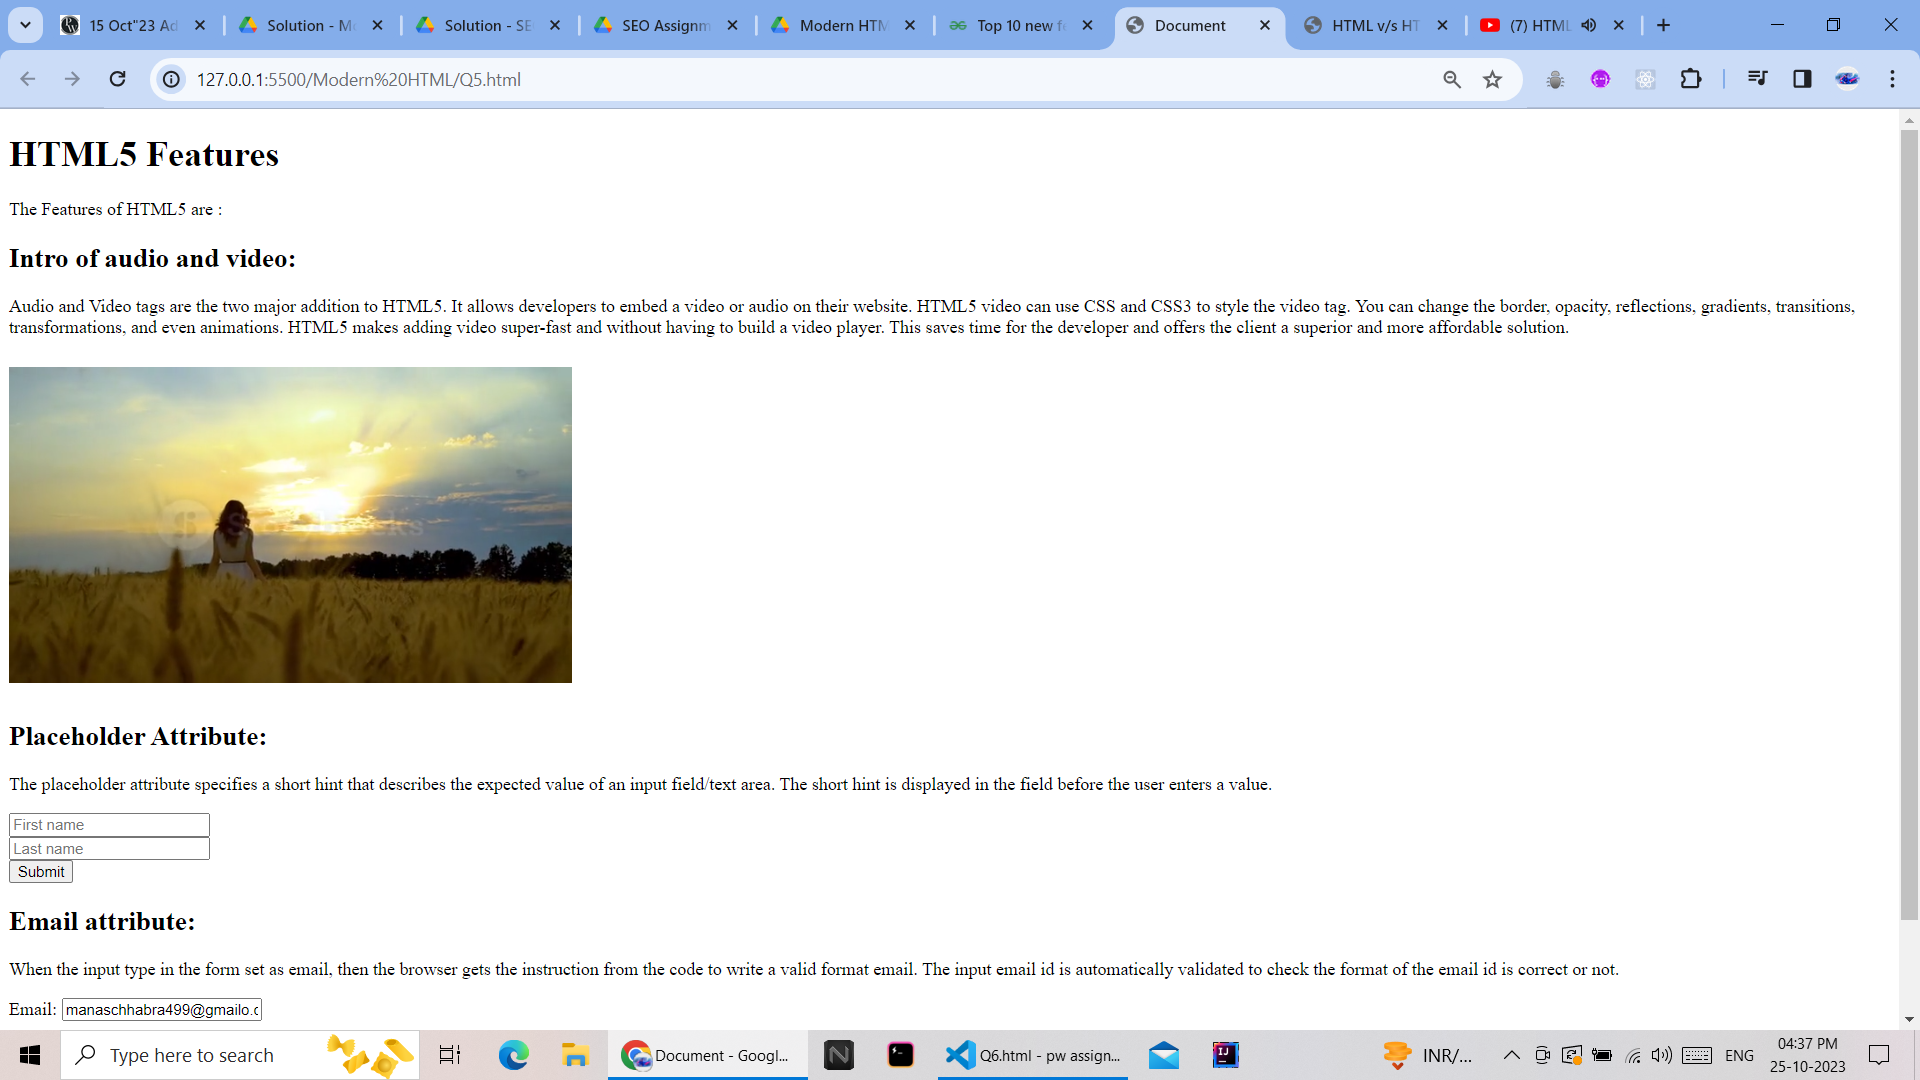 15 Oct"23 Ad
Solution - Mo
Solution - SEO
SEO Assignm
Modern HTM
Top 10 new fe
Document
HTML v/s HT
(7) HTML
127.0.0.1:5500/Modern%20HTML/Q5.html
HTML5 Features
The Features of HTML5 are :
Intro of audio and video:
Audio and Video tags are the two major addition to HTML5. It allows developers to embed a video or audio on their website. HTML5 video can use CSS and CSS3 to style the video tag. You can change the border, opacity, reflections, gradients, transitions,
transformations, and even animations. HTML5 makes adding video super-fast and without having to build a video player. This saves time for the developer and offers the client a superior and more affordable solution.
Placeholder Attribute:
The placeholder attribute specifies a short hint that describes the expected value of an input field/text area. The short hint is displayed in the field before the user enters a value.
First name
Last name
Submit
Email attribute:
When the input type in the form set as email, then the browser gets the instruction from the code to write a valid format email. The input email id is automatically validated to check the format of the email id is correct or not.
Email: manaschhabra499@gmailo.c
Type here to search
Document - Googl...
Q6.html - pw assign...
INR/...
ENG
04:37 PM
25-10-2023